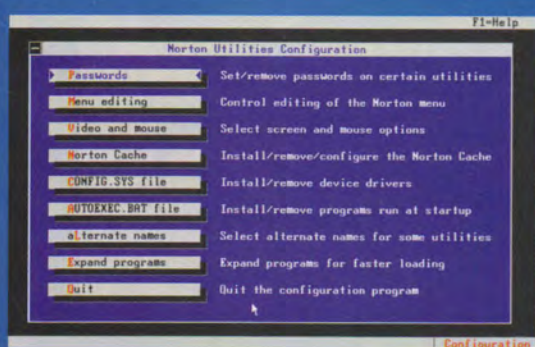 F1=Help
Norton Utilities Configuration
Passwords Set/remove passwords on certain utilities
Menu editing Control editing of the Norton menu
Video and mouse Select screen and mouse options
Norton Cache Install/remove/configure the Norton Cache
CONFIG.SYS file Install/remove device drivers
AUTOEXEC.BAT file Install/remove programs run at startup
aLternate names Select alternate names for some utilities
Expand programs Expand programs for faster loading
Quit Quit the configuration program
Configuration